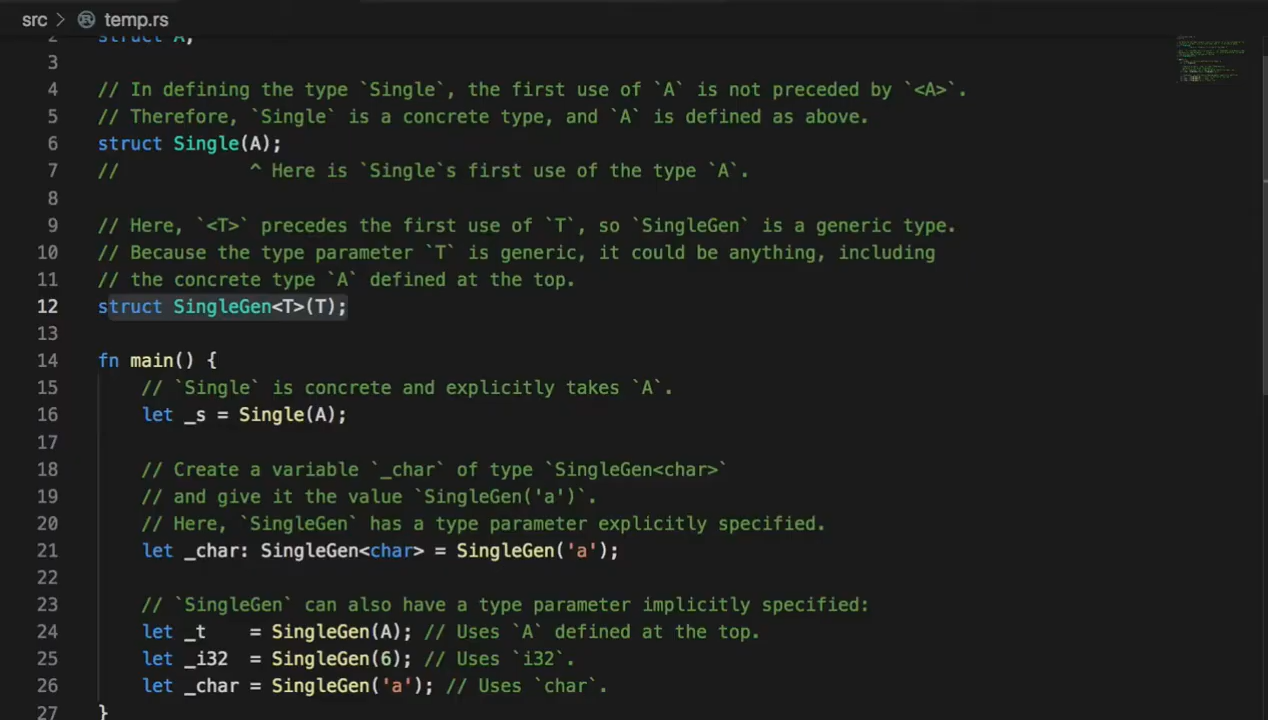 src > temp.rs
2 struct A;
3
4 // In defining the type `Single`, the first use of `A` is not preceded by `<A>`.
5 // Therefore, `Single` is a concrete type, and `A` is defined as above.
6 struct Single(A);
7 //            ^ Here is `Single`s first use of the type `A`.
8
9 // Here, `<T>` precedes the first use of `T`, so `SingleGen` is a generic type.
10 // Because the type parameter `T` is generic, it could be anything, including
11 // the concrete type `A` defined at the top.
12 struct SingleGen<T>(T);
13
14 fn main() {
15     // `Single` is concrete and explicitly takes `A`.
16     let _s = Single(A);
17
18     // Create a variable `_char` of type `SingleGen<char>`
19     // and give it the value `SingleGen('a')`.
20     // Here, `SingleGen` has a type parameter explicitly specified.
21     let _char: SingleGen<char> = SingleGen('a');
22
23     // `SingleGen` can also have a type parameter implicitly specified:
24     let _t    = SingleGen(A); // Uses `A` defined at the top.
25     let _i32  = SingleGen(6); // Uses `i32`.
26     let _char = SingleGen('a'); // Uses `char`.
27 }